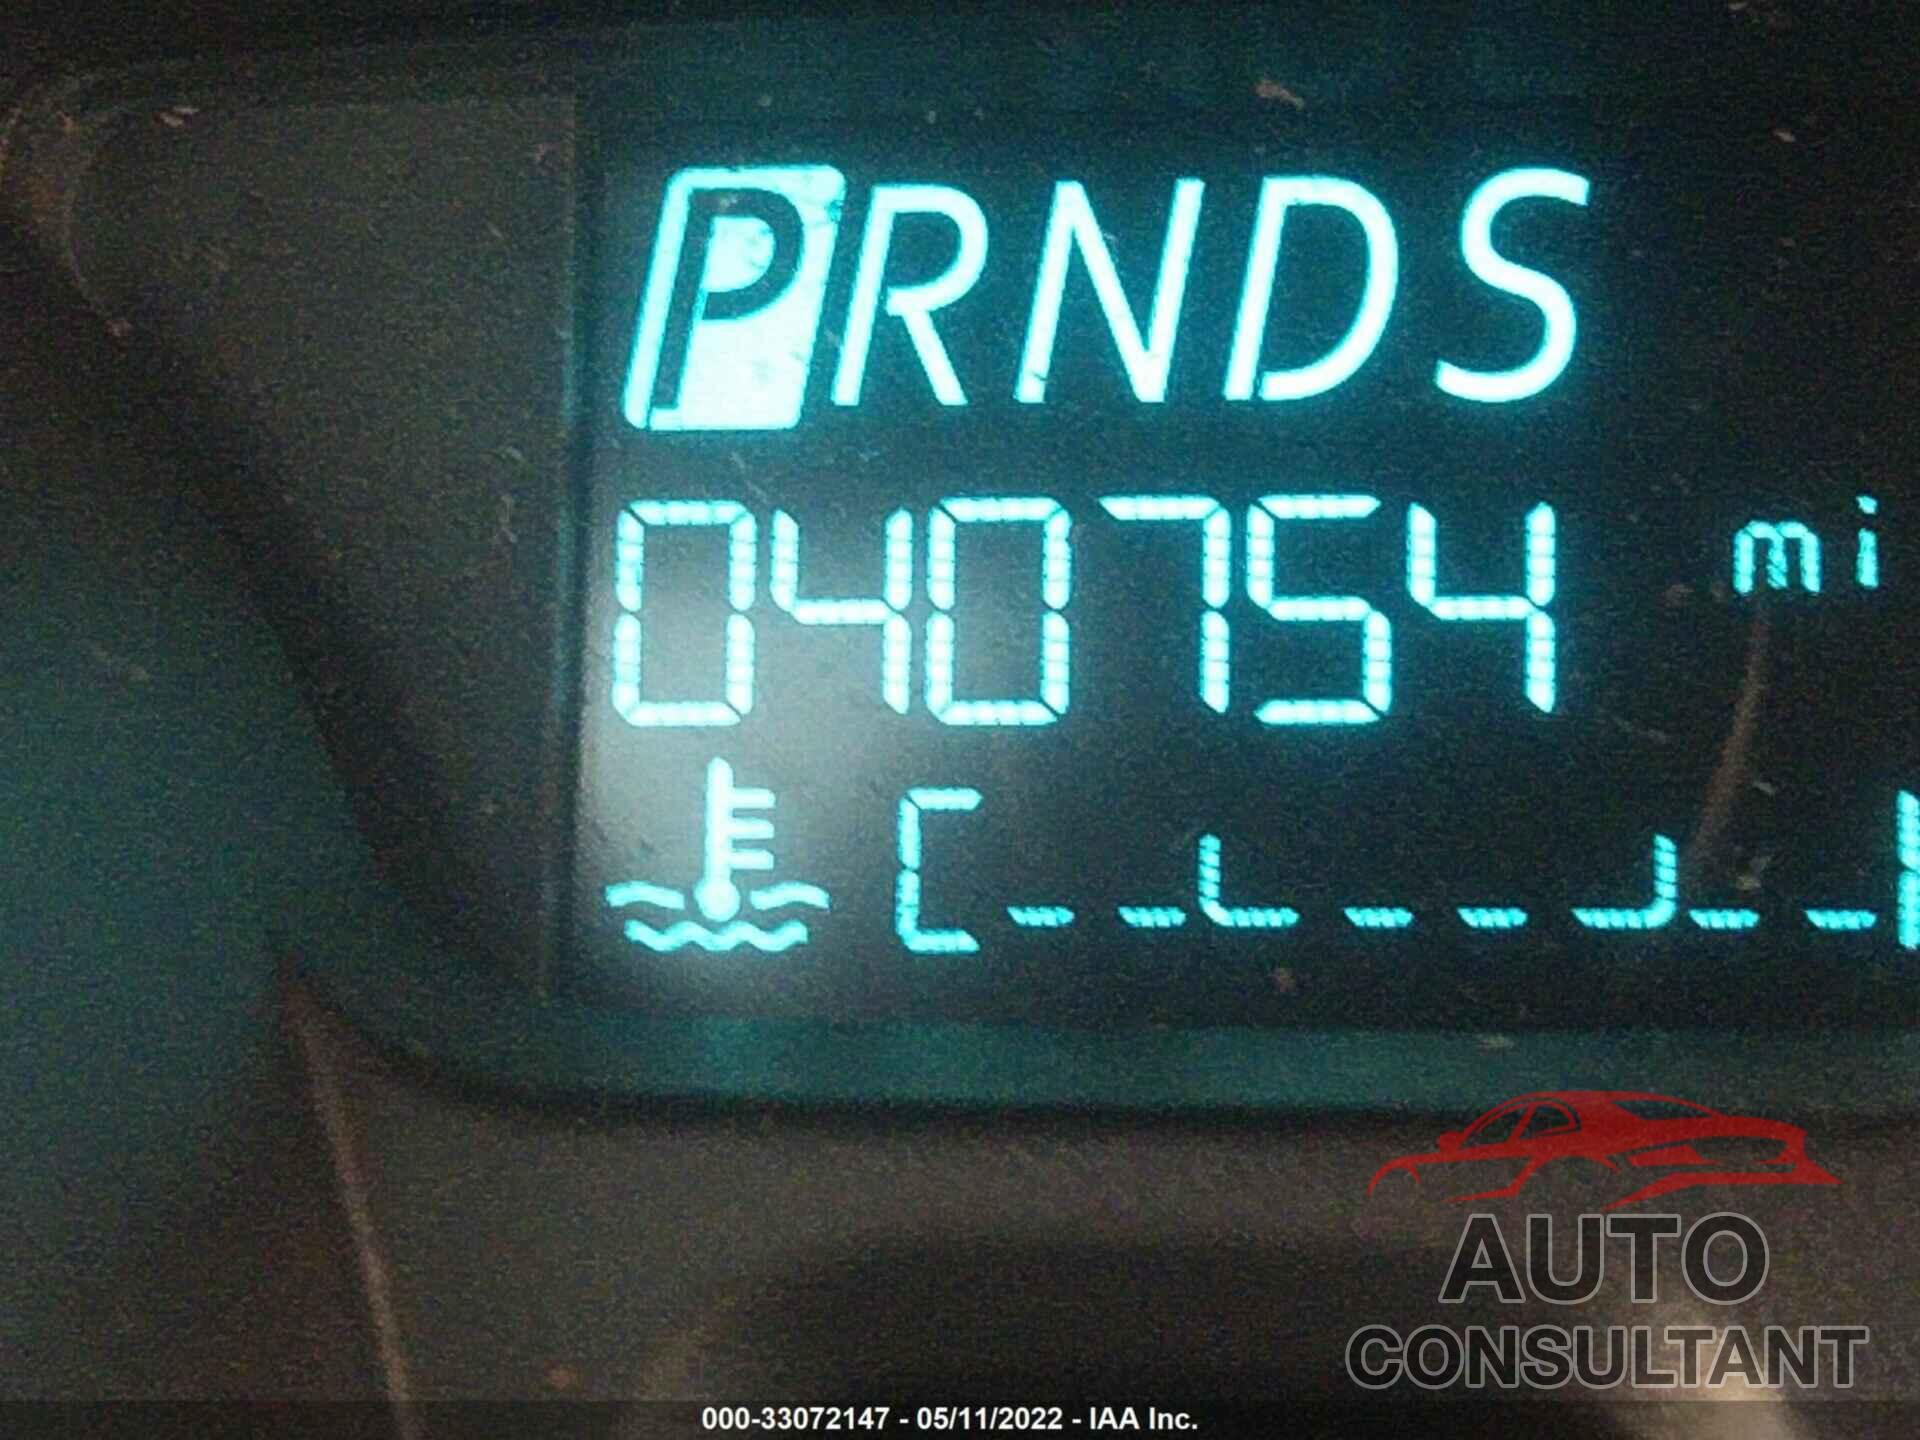 PRNDS
040754 mi
C
AUTO
CONSULTANT
000-33072147 - 05/11/2022 - IAA Inc.